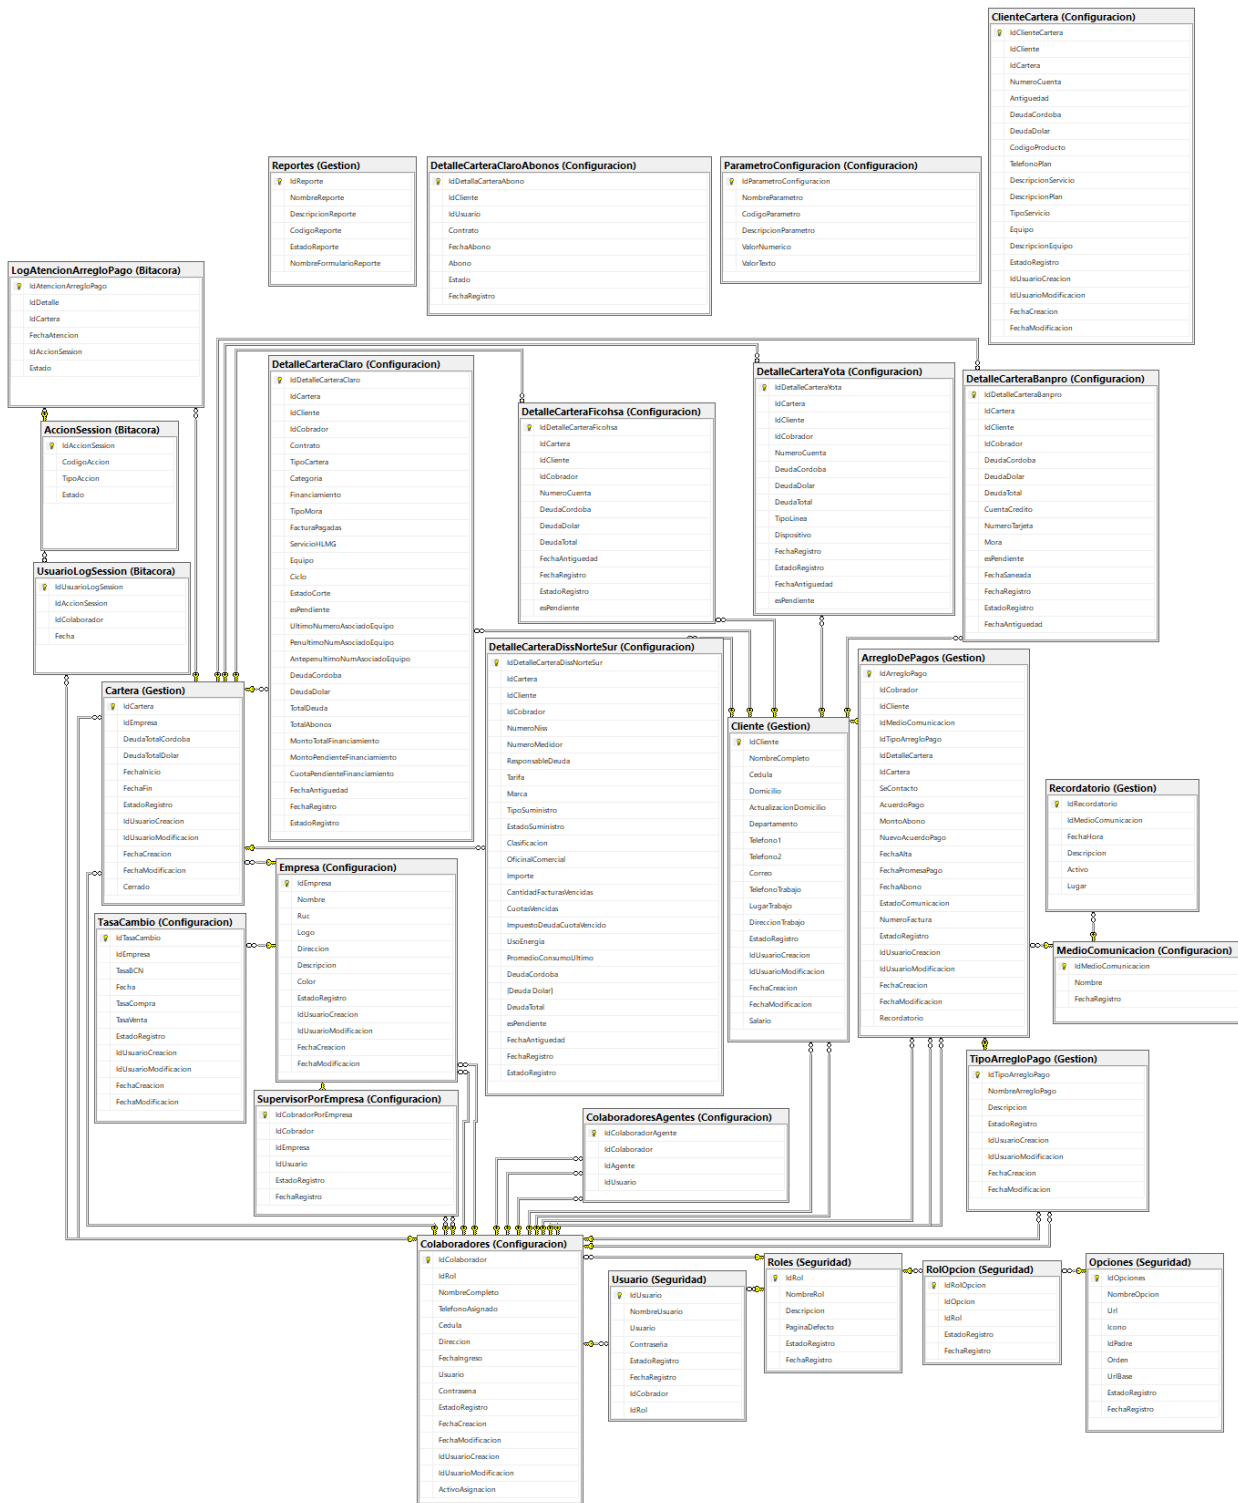 ClienteCartera (Configuracion)
IdClienteCartera
IdCliente
IdCartera
NumeroCuenta
Antiguedad
DeudaCordoba
DeudaDolar
CodigoProducto
TelefonoPlan
DescripcionServicio
DescripcionPlan
TipoServicio
Equipo
DescripcionEquipo
EstadoRegistro
IdUsuarioCreacion
IdUsuarioModificacion
FechaCreacion
FechaModificacion
Reportes (Gestion)
IdReporte
NombreReporte
DescripcionReporte
CodigoReporte
EstadoReporte
NombreFormularioReporte
DetalleCarteraClaroAbonos (Configuracion)
IdDetallaCarteraAbono
IdCliente
IdUsuario
Contrato
FechaAbono
Abono
Estado
FechaRegistro
ParametroConfiguracion (Configuracion)
IdParametroConfiguracion
NombreParametro
CodigoParametro
DescripcionParametro
ValorNumerico
ValorTexto
LogAtencionArregloPago (Bitacora)
IdAtencionArregloPago
IdDetalle
IdCartera
FechaAtencion
IdAccionSession
Estado
AccionSession (Bitacora)
IdAccionSession
CodigoAccion
TipoAccion
Estado
UsuarioLogSession (Bitacora)
IdUsuarioLogSession
IdAccionSession
IdColaborador
Fecha
DetalleCarteraClaro (Configuracion)
IdDetalleCarteraClaro
IdCartera
IdCliente
IdCobrador
Contrato
TipoCartera
Categoria
Financiamiento
TipoMora
FacturaPagadas
ServicioHLMG
Equipo
Ciclo
EstadoCorte
esPendiente
UltimoNumeroAsociadoEquipo
PenultimoNumAsociadoEquipo
AntepenultimoNumAsociadoEquipo
DeudaCordoba
DeudaDolar
TotalDeuda
TotalAbonos
MontoTotalFinanciamiento
MontoPendienteFinanciamiento
CuotaPendienteFinanciamiento
FechaAntiguedad
FechaRegistro
EstadoRegistro
DetalleCarteraFicohsa (Configuracion)
IdDetalleCarteraFicohsa
IdCartera
IdCliente
IdCobrador
NumeroCuenta
DeudaCordoba
DeudaDolar
DeudaTotal
FechaAntiguedad
FechaRegistro
EstadoRegistro
esPendiente
DetalleCarteraYota (Configuracion)
IdDetalleCarteraYota
IdCartera
IdCliente
IdCobrador
NumeroCuenta
DeudaCordoba
DeudaDolar
DeudaTotal
TipoLinea
Dispositivo
FechaRegistro
EstadoRegistro
FechaAntiguedad
esPendiente
DetalleCarteraBanpro (Configuracion)
IdDetalleCarteraBanpro
IdCartera
IdCliente
IdCobrador
DeudaCordoba
DeudaDolar
DeudaTotal
CuentaCredito
NumeroTarjeta
Mora
esPendiente
FechaSaneada
FechaRegistro
EstadoRegistro
FechaAntiguedad
DetalleCarteraDissNorteSur (Configuracion)
IdDetalleCarteraDissNorteSur
IdCartera
IdCliente
IdCobrador
NumeroNiss
NumeroMedidor
ResponsableDeuda
Tarifa
Marca
TipoSuministro
EstadoSuministro
Clasificacion
OficinalComercial
Importe
CantidadFacturasVencidas
CuotasVencidas
ImpuestoDeudaCuotaVencido
UsoEnergia
PromedioConsumoUltimo
DeudaCordoba
[Deuda Dolar]
DeudaTotal
esPendiente
FechaAntiguedad
FechaRegistro
EstadoRegistro
ArregloDePagos (Gestion)
IdArregloPago
IdCobrador
IdCliente
IdMedioComunicacion
IdTipoArregloPago
IdDetalleCartera
IdCartera
SeContacto
AcuerdoPago
MontoAbono
NuevoAcuerdoPago
FechaAlta
FechaPromesaPago
FechaAbono
EstadoComunicacion
NumeroFactura
EstadoRegistro
IdUsuarioCreacion
IdUsuarioModificacion
FechaCreacion
FechaModificacion
Recordatorio
Cartera (Gestion)
IdCartera
IdEmpresa
DeudaTotalCordoba
DeudaTotalDolar
FechaInicio
FechaFin
EstadoRegistro
IdUsuarioCreacion
IdUsuarioModificacion
FechaCreacion
FechaModificacion
Cerrado
Cliente (Gestion)
IdCliente
NombreCompleto
Cedula
Domicilio
ActualizacionDomicilio
Departamento
Telefono1
Telefono2
Correo
TelefonoTrabajo
LugarTrabajo
DireccionTrabajo
EstadoRegistro
IdUsuarioCreacion
IdUsuarioModificacion
FechaCreacion
FechaModificacion
Salario
Recordatorio (Gestion)
IdRecordatorio
IdMedioComunicacion
FechaHora
Descripcion
Activo
Lugar
Empresa (Configuracion)
IdEmpresa
Nombre
Ruc
Logo
Direccion
Descripcion
Color
EstadoRegistro
IdUsuarioCreacion
IdUsuarioModificacion
FechaCreacion
FechaModificacion
TasaCambio (Configuracion)
IdTasaCambio
IdEmpresa
TasaBCN
Fecha
TasaCompra
TasaVenta
EstadoRegistro
IdUsuarioCreacion
IdUsuarioModificacion
FechaCreacion
FechaModificacion
MedioComunicacion (Configuracion)
IdMedioComunicacion
Nombre
FechaRegistro
TipoArregloPago (Gestion)
IdTipoArregloPago
NombreArregloPago
Descripcion
EstadoRegistro
IdUsuarioCreacion
IdUsuarioModificacion
FechaCreacion
FechaModificacion
SupervisorPorEmpresa (Configuracion)
IdCobradorPorEmpresa
IdCobrador
IdEmpresa
IdUsuario
EstadoRegistro
FechaRegistro
ColaboradoresAgentes (Configuracion)
IdColaboradorAgente
IdColaborador
IdAgente
IdUsuario
Colaboradores (Configuracion)
IdColaborador
IdRol
NombreCompleto
TelefonoAsignado
Cedula
Direccion
FechaIngreso
Usuario
Contrasena
EstadoRegistro
FechaCreacion
FechaModificacion
IdUsuarioCreacion
IdUsuarioModificacion
ActivoAsignacion
Usuario (Seguridad)
IdUsuario
NombreUsuario
Usuario
Contraseña
EstadoRegistro
FechaRegistro
IdCobrador
IdRol
Roles (Seguridad)
IdRol
NombreRol
Descripcion
PaginaDefecto
EstadoRegistro
FechaRegistro
RolOpcion (Seguridad)
IdRolOpcion
IdOpcion
IdRol
EstadoRegistro
FechaRegistro
Opciones (Seguridad)
IdOpciones
NombreOpcion
Url
Icono
IdPadre
Orden
UrlBase
EstadoRegistro
FechaRegistro